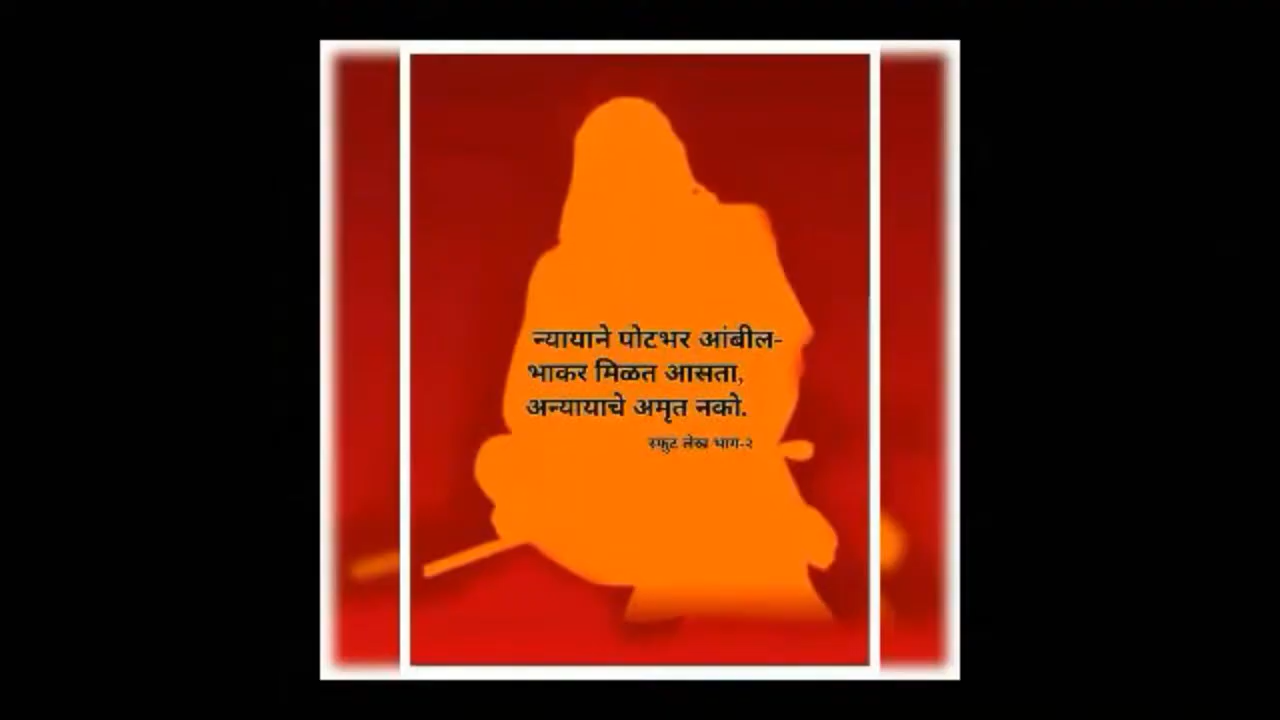 न्यायाने पोटभर आंबील-
भाकर मिळत आसता,
अन्यायाचे अमृत नको.
स्फुट लेख भाग-२